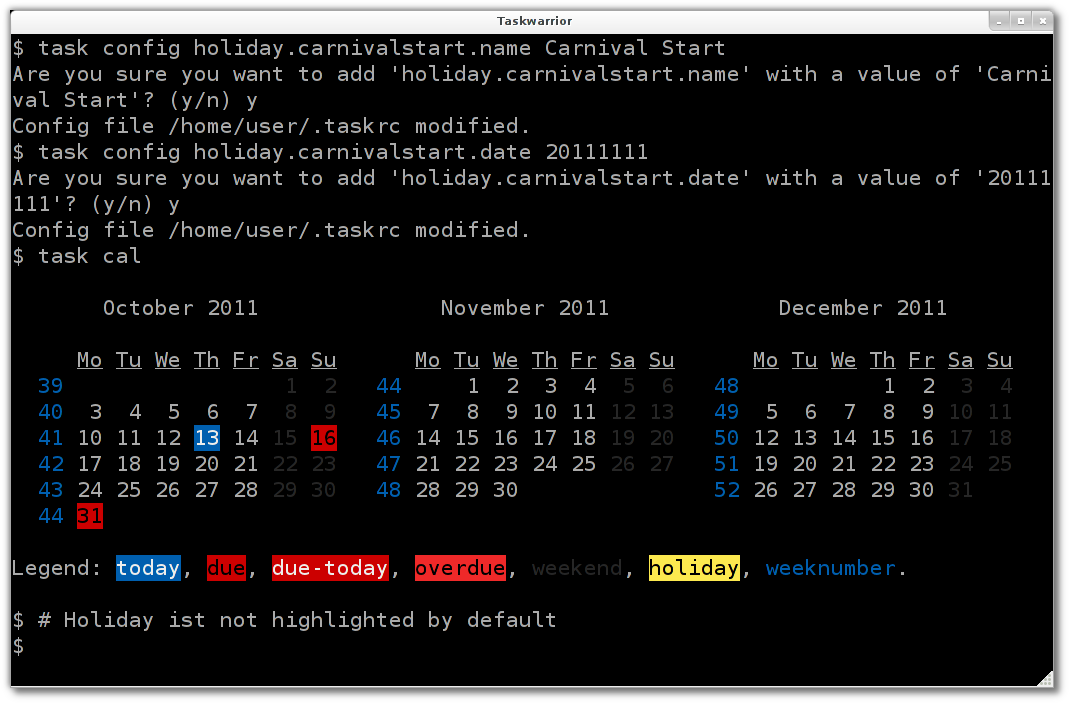 Taskwarrior
$ task config holiday.carnivalstart.name Carnival Start
Are you sure you want to add 'holiday.carnivalstart.name' with a value of 'Carni
val Start'? (y/n) y
Config file /home/user/.taskrc modified.
$ task config holiday.carnivalstart.date 20111111
Are you sure you want to add 'holiday.carnivalstart.date' with a value of '20111
111'? (y/n) y
Config file /home/user/.taskrc modified.
$ task cal
October 2011 November 2011 December 2011
Mo Tu We Th Fr Sa Su Mo Tu We Th Fr Sa Su Mo Tu We Th Fr Sa Su
39 1 2 44 1 2 3 4 5 6 48 1 2 3 4
40 3 4 5 6 7 8 9 45 7 8 9 10 11 12 13 49 5 6 7 8 9 10 11
41 10 11 12 13 14 15 16 46 14 15 16 17 18 19 20 50 12 13 14 15 16 17 18
42 17 18 19 20 21 22 23 47 21 22 23 24 25 26 27 51 19 20 21 22 23 24 25
43 24 25 26 27 28 29 30 48 28 29 30 52 26 27 28 29 30 31
44 31
Legend: today, due, due-today, overdue, weekend, holiday, weeknumber.
$ # Holiday ist not highlighted by default
$